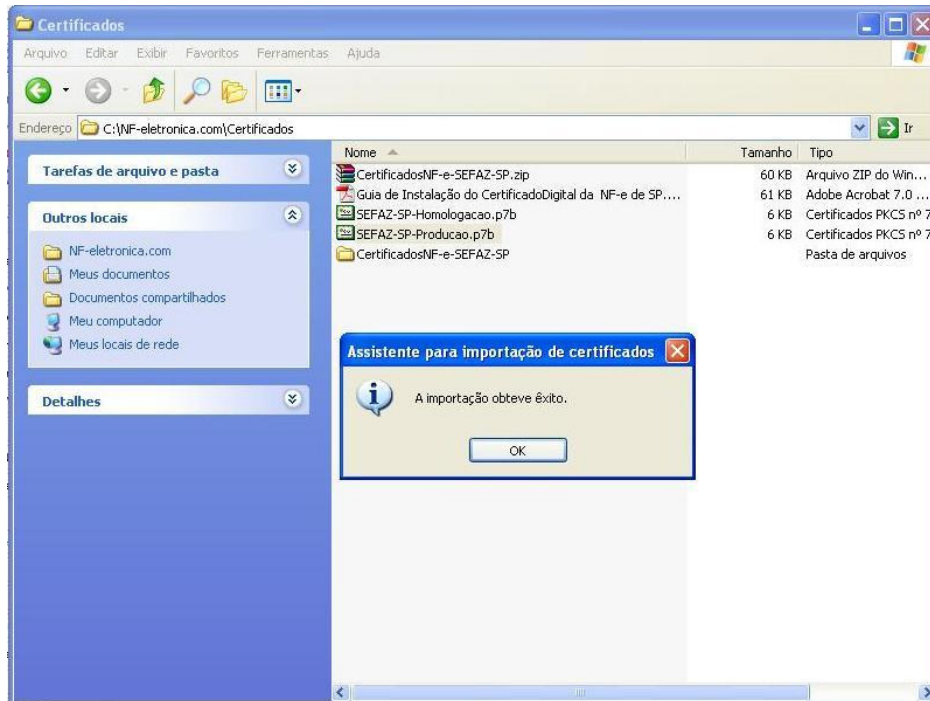 Certificados
Arquivo Editar Exibir Favoritos Ferramentas Ajuda
Endereço C:\NF-eletronica.com\Certificados Ir
Tarefas de arquivo e pasta
Outros locais
NF-eletronica.com
Meus documentos
Documentos compartilhados
Meu computador
Meus locais de rede
Detalhes
Nome Tamanho Tipo
CertificadosNF-e-SEFAZ-SP.zip 60 KB Arquivo ZIP do Win...
Guia de Instalação do CertificadoDigital da NF-e de SP.... 61 KB Adobe Acrobat 7.0 ...
SEFAZ-SP-Homologacao.p7b 6 KB Certificados PKCS nº 7
SEFAZ-SP-Producao.p7b 6 KB Certificados PKCS nº 7
CertificadosNF-e-SEFAZ-SP Pasta de arquivos
Assistente para importação de certificados
A importação obteve êxito.
OK